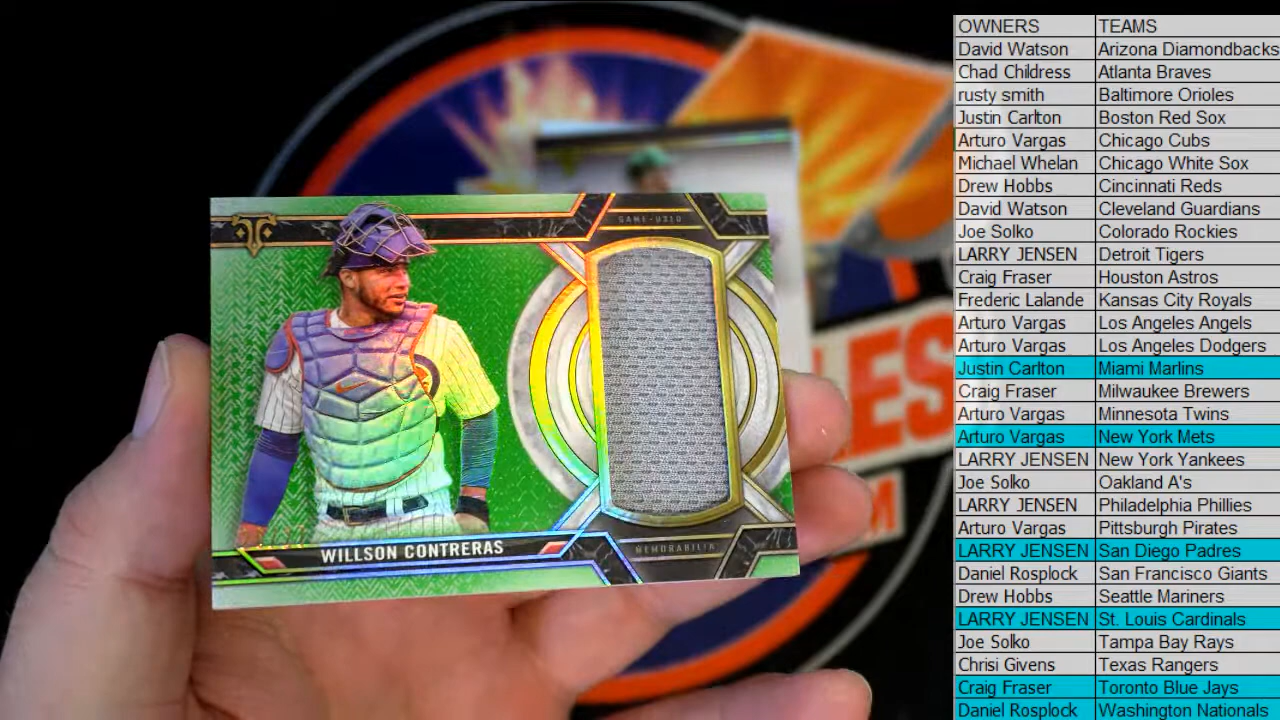 GAME-USED
WILLSON CONTRERAS
MEMORABILIA
LES
M
OWNERS TEAMS
David Watson Arizona Diamondbacks
Chad Childress Atlanta Braves
rusty smith Baltimore Orioles
Justin Carlton Boston Red Sox
Arturo Vargas Chicago Cubs
Michael Whelan Chicago White Sox
Drew Hobbs Cincinnati Reds
David Watson Cleveland Guardians
Joe Solko Colorado Rockies
LARRY JENSEN Detroit Tigers
Craig Fraser Houston Astros
Frederic Lalande Kansas City Royals
Arturo Vargas Los Angeles Angels
Arturo Vargas Los Angeles Dodgers
Justin Carlton Miami Marlins
Craig Fraser Milwaukee Brewers
Arturo Vargas Minnesota Twins
Arturo Vargas New York Mets
LARRY JENSEN New York Yankees
Joe Solko Oakland A's
LARRY JENSEN Philadelphia Phillies
Arturo Vargas Pittsburgh Pirates
LARRY JENSEN San Diego Padres
Daniel Rosplock San Francisco Giants
Drew Hobbs Seattle Mariners
LARRY JENSEN St. Louis Cardinals
Joe Solko Tampa Bay Rays
Chrisi Givens Texas Rangers
Craig Fraser Toronto Blue Jays
Daniel Rosplock Washington Nationals